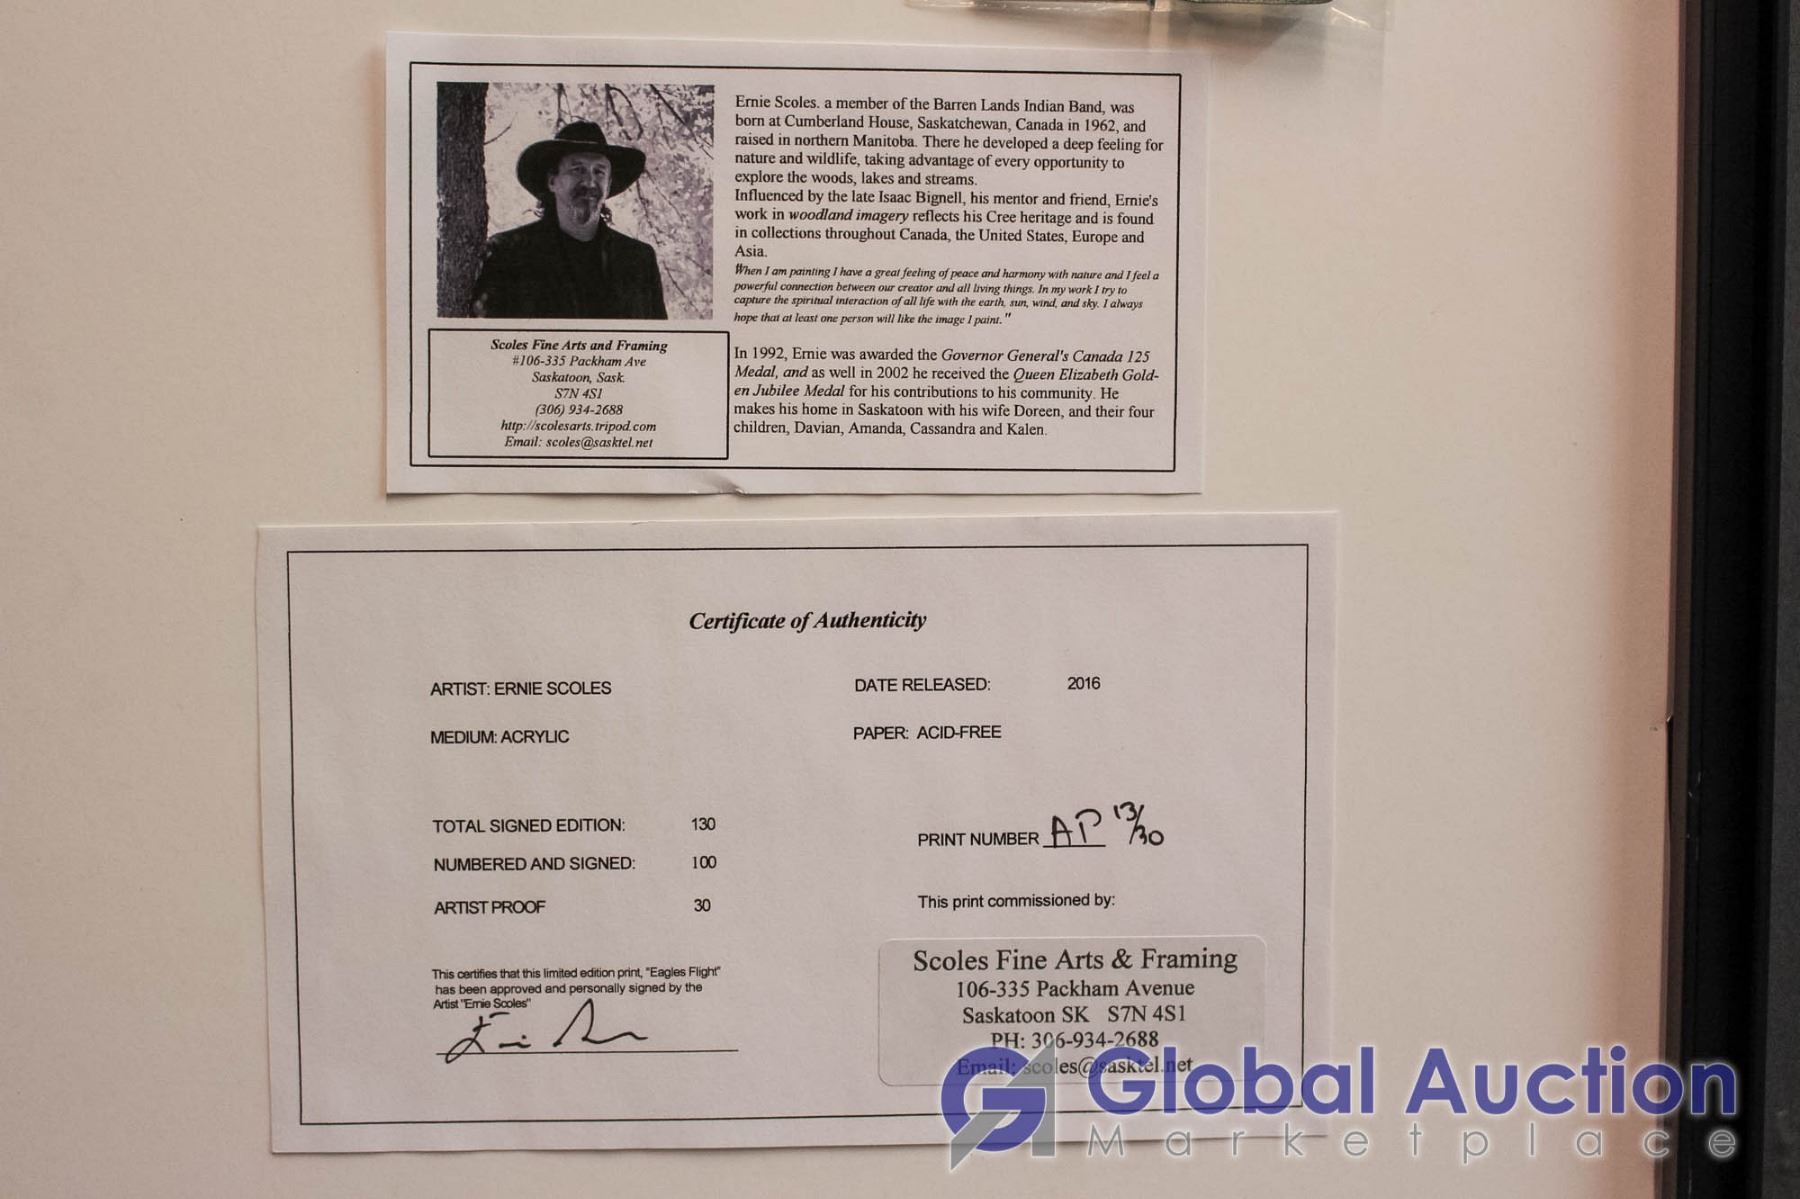 Ernie Scoles. a member of the Barren Lands Indian Band, was
born at Cumberland House, Saskatchewan, Canada in 1962, and
raised in northern Manitoba. There he developed a deep feeling for
nature and wildlife, taking advantage of every opportunity to
explore the woods, lakes and streams.
Influenced by the late Isaac Bignell, his mentor and friend, Ernie's
work in woodland imagery reflects his Cree heritage and is found
in collections throughout Canada, the United States, Europe and
Asia.
"When I am painting I have a great feeling of peace and harmony with nature and I feel a
powerful connection between our creator and all living things. In my work I try to
capture the spiritual interaction of all life with the earth, sun, wind, and sky. I always
hope that at least one person will like the image I paint."
In 1992, Ernie was awarded the Governor General's Canada 125
Medal, and as well in 2002 he received the Queen Elizabeth Gold-
en Jubilee Medal for his contributions to his community. He
makes his home in Saskatoon with his wife Doreen, and their four
children, Davian, Amanda, Cassandra and Kalen.
Scoles Fine Arts and Framing
#106-335 Packham Ave
Saskatoon, Sask.
S7N 4S1
(306) 934-2688
http://scolesarts.tripod.com
Email: scoles@sasktel.net
Certificate of Authenticity
ARTIST: ERNIE SCOLES
DATE RELEASED: 2016
MEDIUM: ACRYLIC
PAPER: ACID-FREE
TOTAL SIGNED EDITION: 130
NUMBERED AND SIGNED: 100
ARTIST PROOF 30
PRINT NUMBER AP 13/30
This print commissioned by:
This certifies that this limited edition print, "Eagles Flight"
has been approved and personally signed by the
Artist "Ernie Scoles"
Scoles Fine Arts & Framing
106-335 Packham Avenue
Saskatoon SK S7N 4S1
PH: 306-934-2688
Email: scoles@sasktel.net
Global Auction
Marketplace